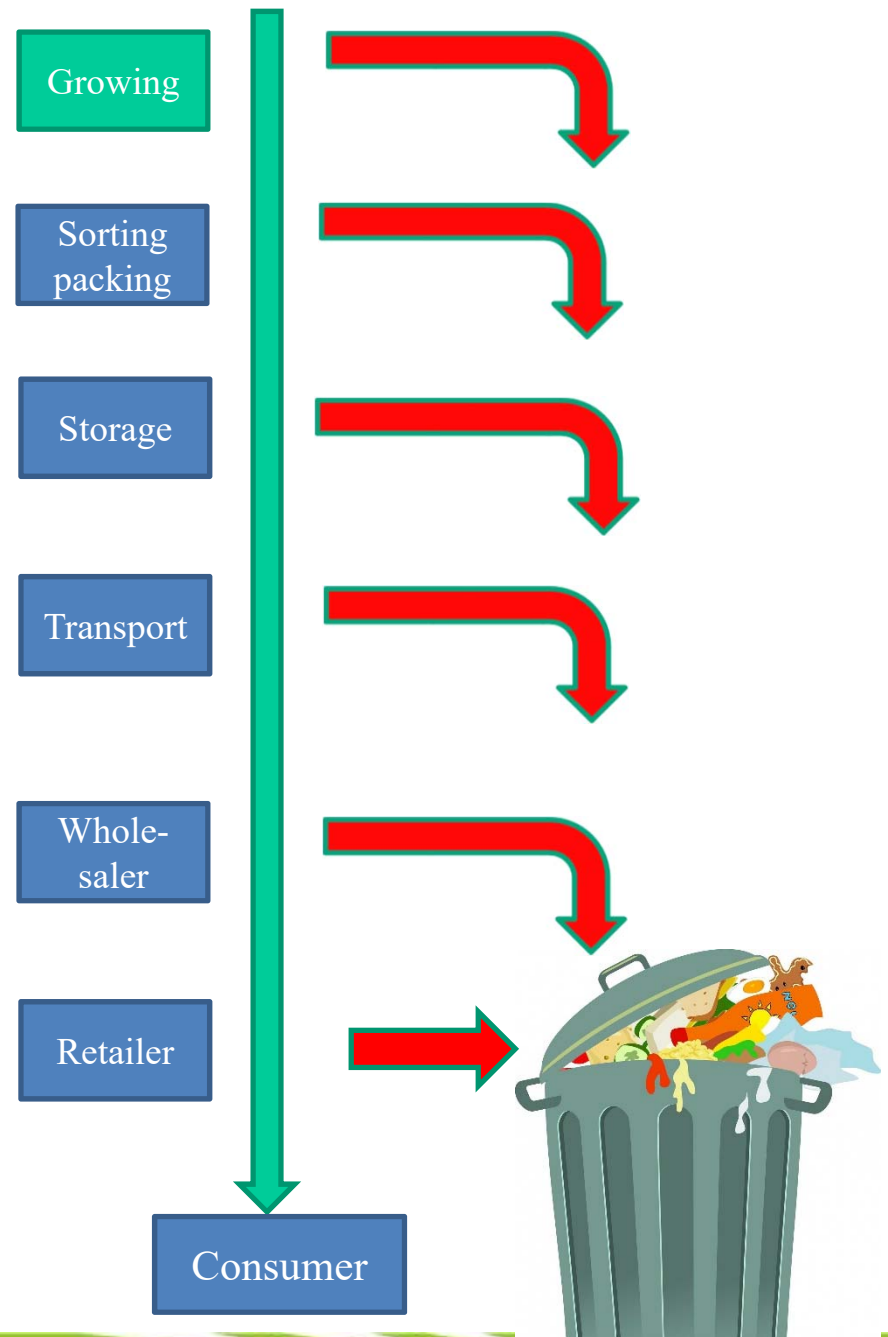 Growing
Sorting
packing
Storage
Transport
Whole-
saler
Retailer
Consumer